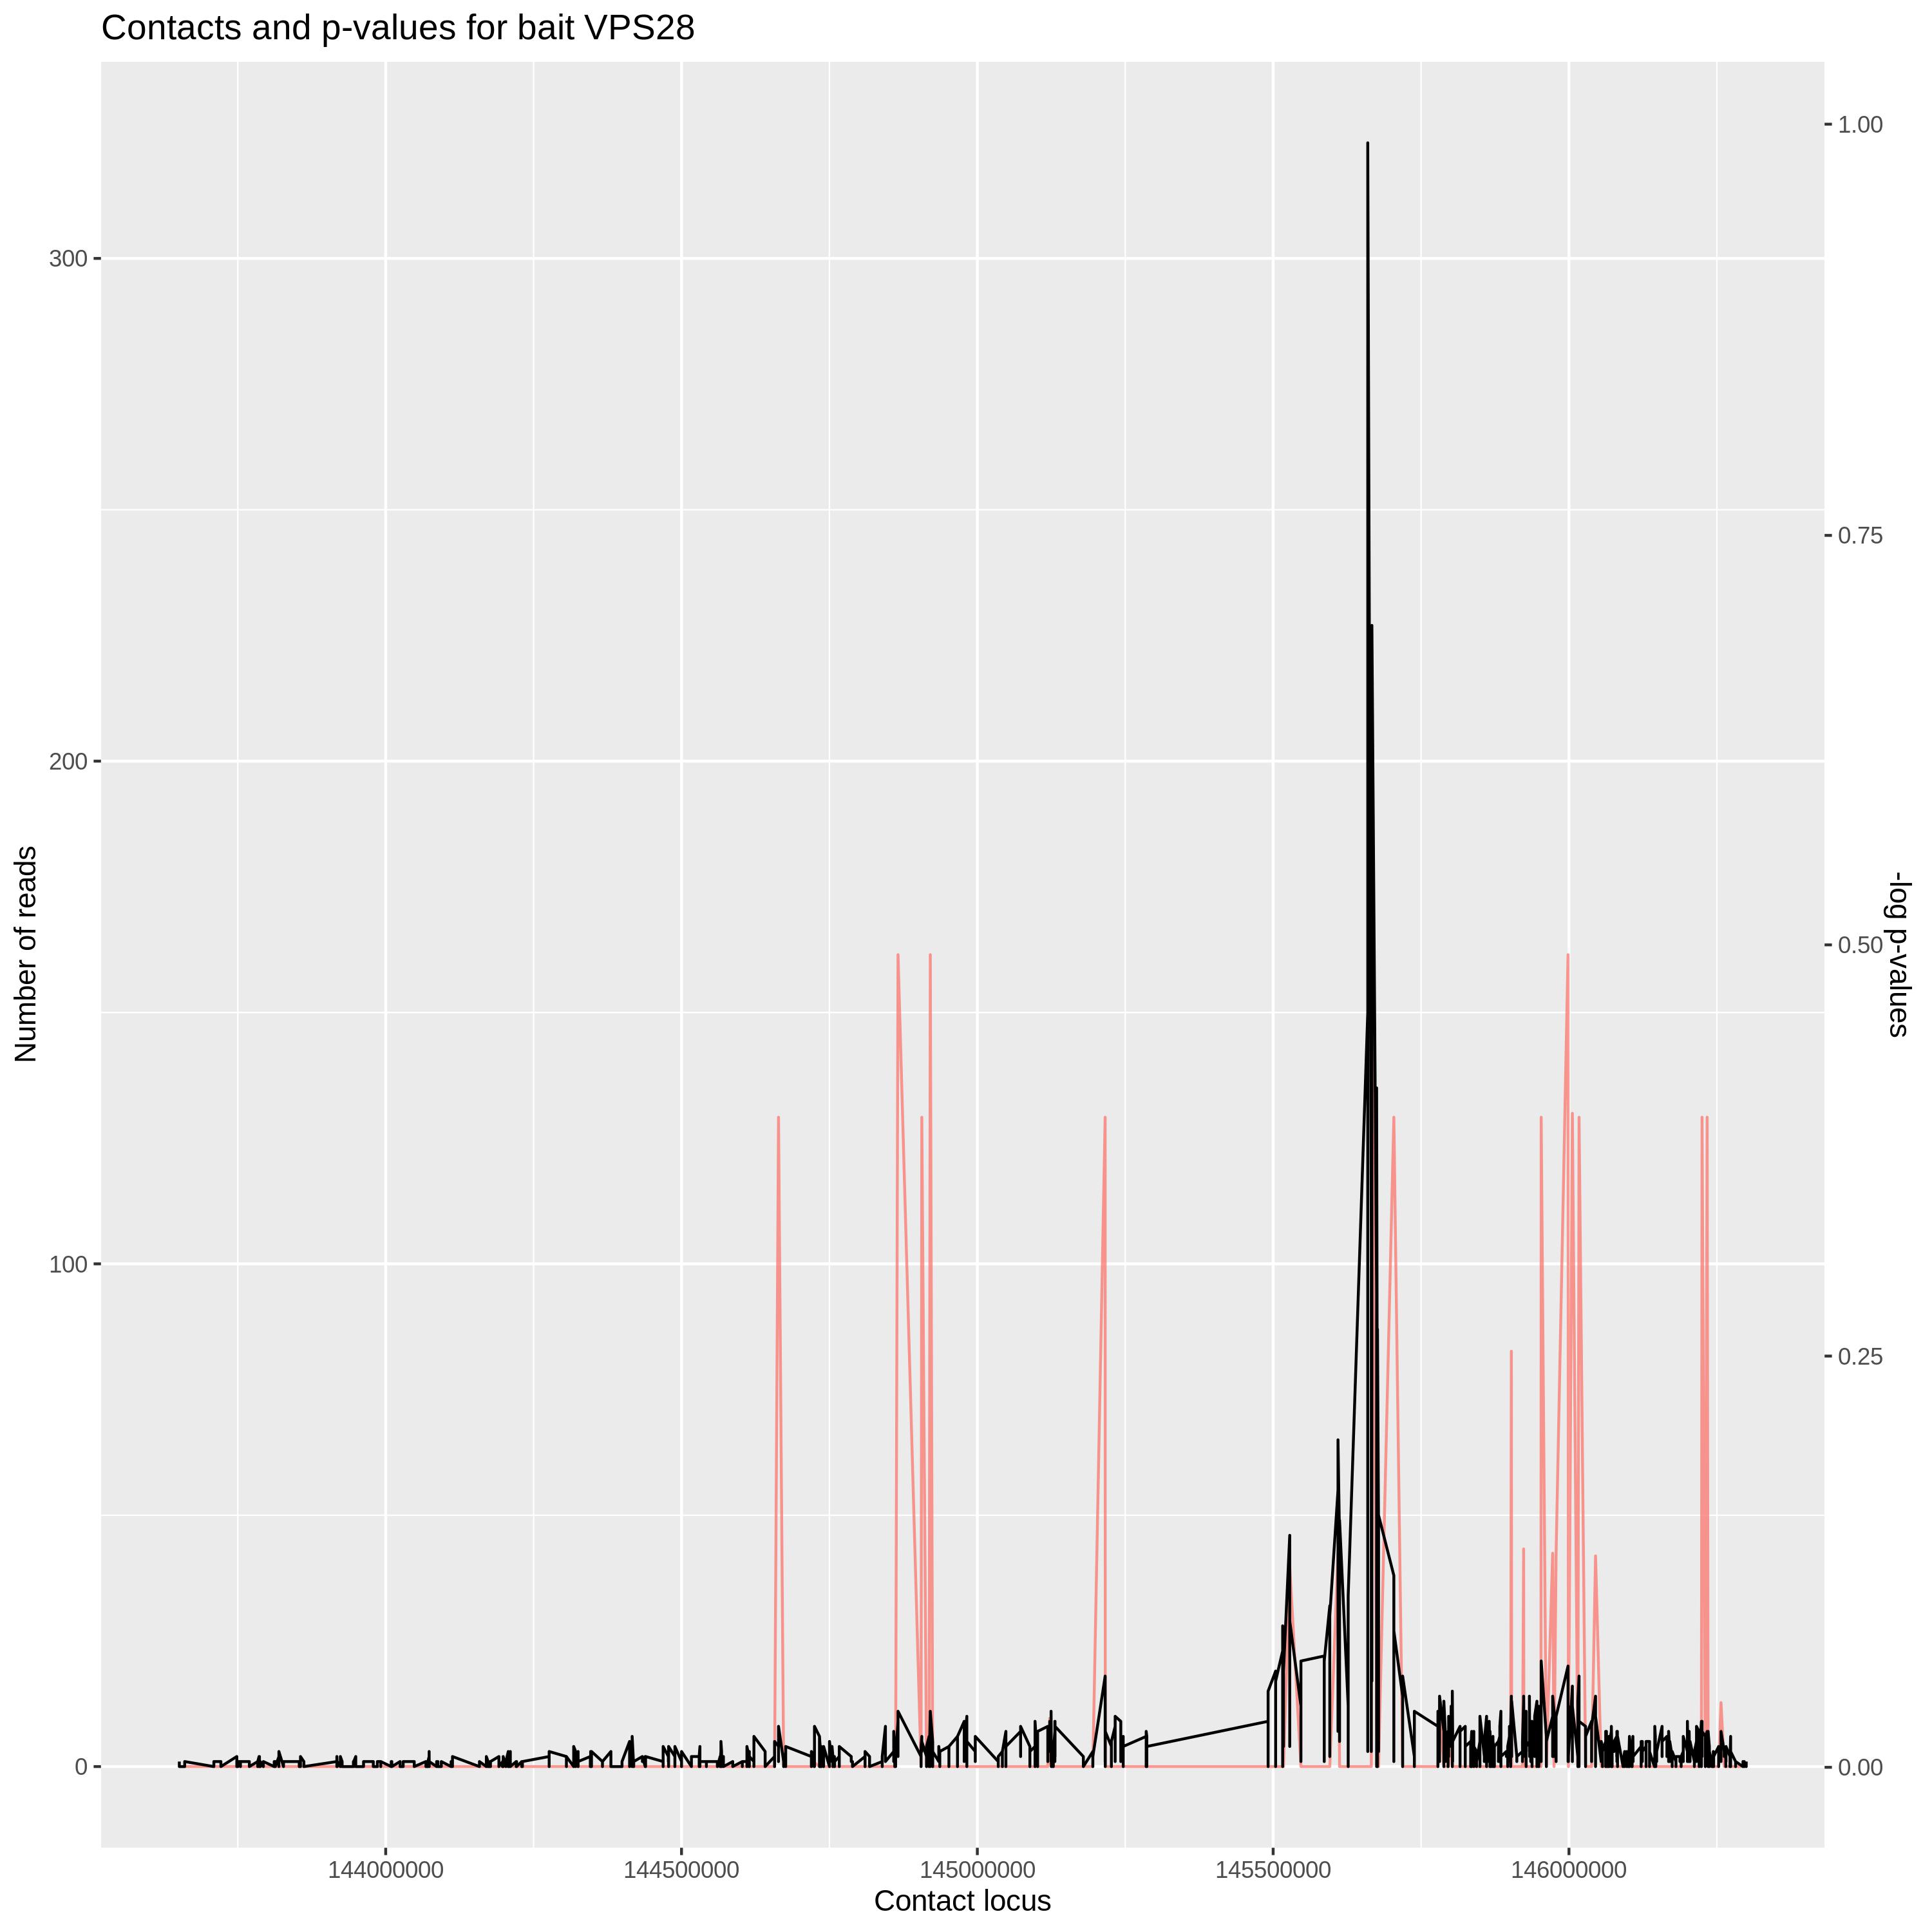 Contacts and p-values for bait VPS28
Number of reads
300
200
100
0
1.00
0.75
0.50
0.25
0.00
-log p-values
144000000 144500000 145000000 145500000 146000000
Contact locus